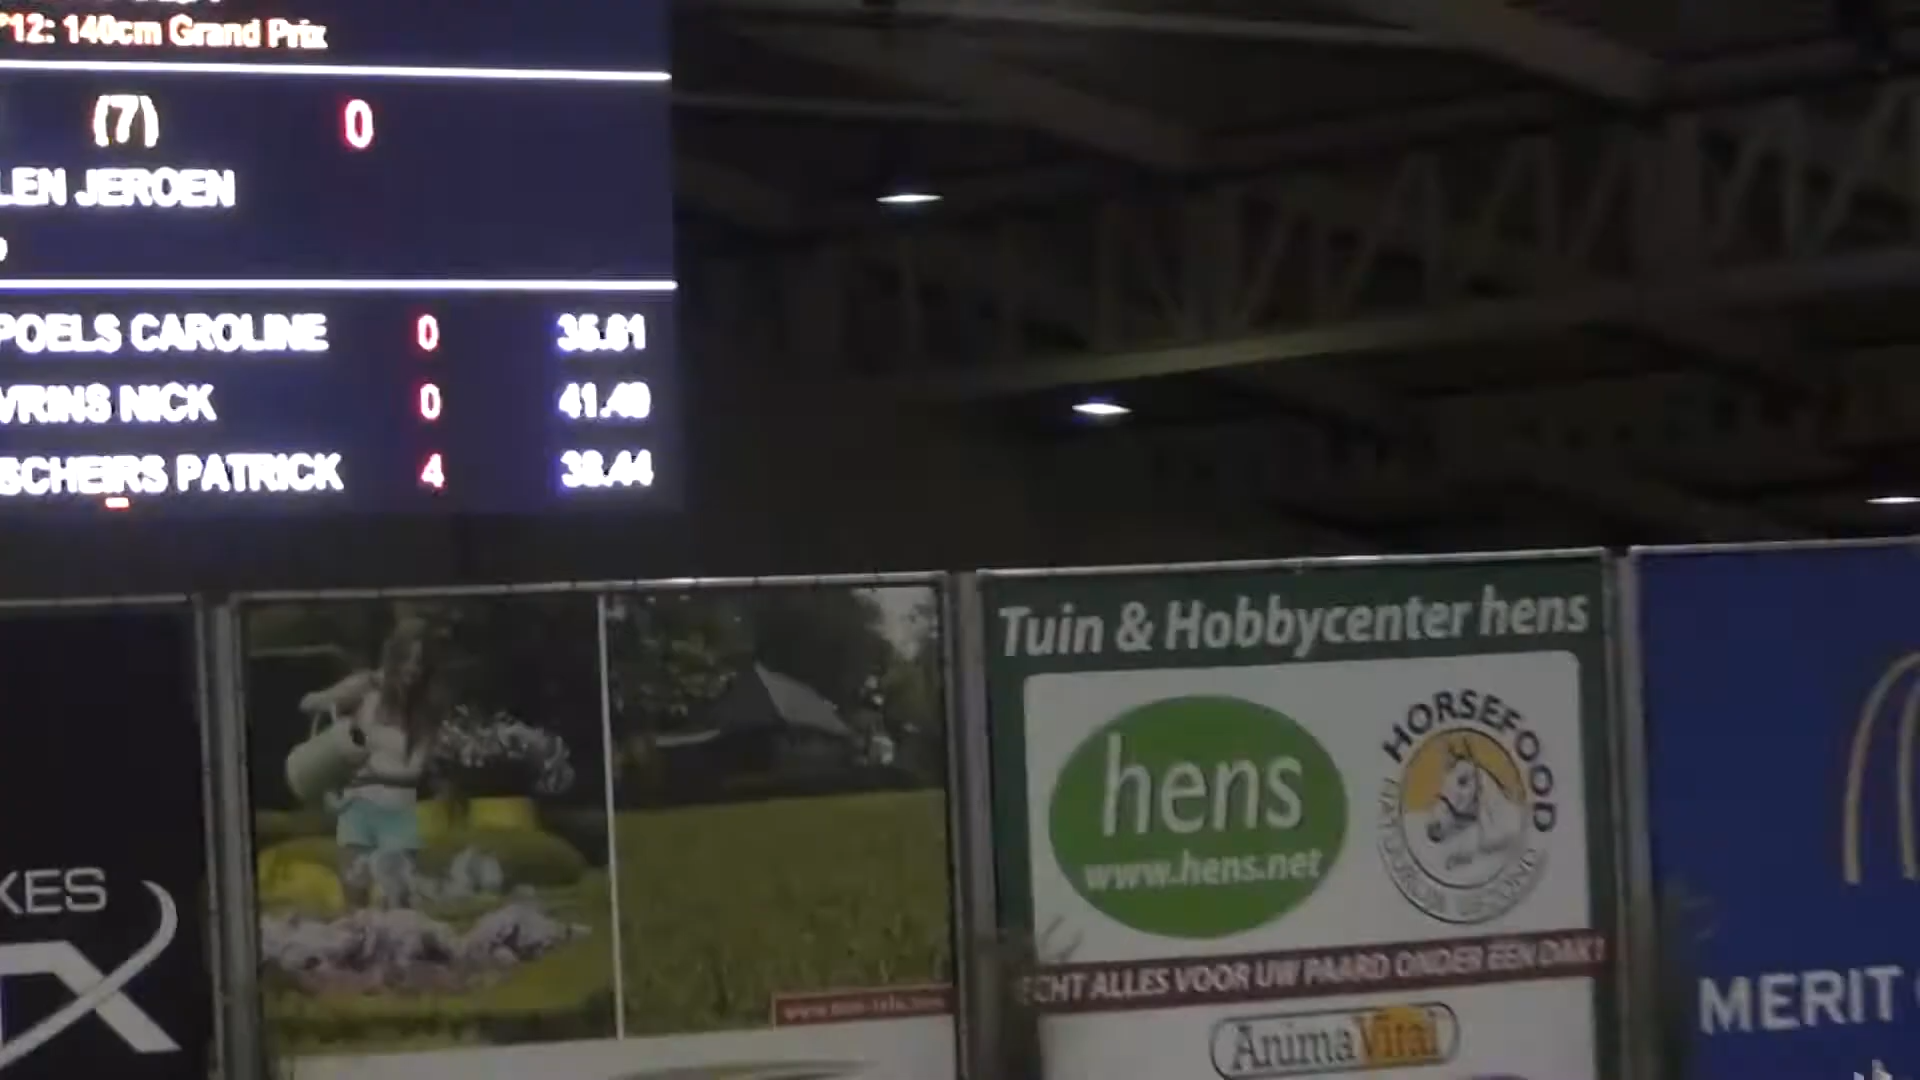 °12: 140cm Grand Prix
(7) 0
LEN JEROEN
POELS CAROLINE 0 35.61
VRINS NICK 0 41.49
SCHEIRS PATRICK 4 38.44
Tuin & Hobbycenter hens
hens
www.hens.net
HORSEFOOD
ECHT ALLES VOOR UW PAARD ONDER EEN DAK!
AnimaVital
KES
TX
MERIT